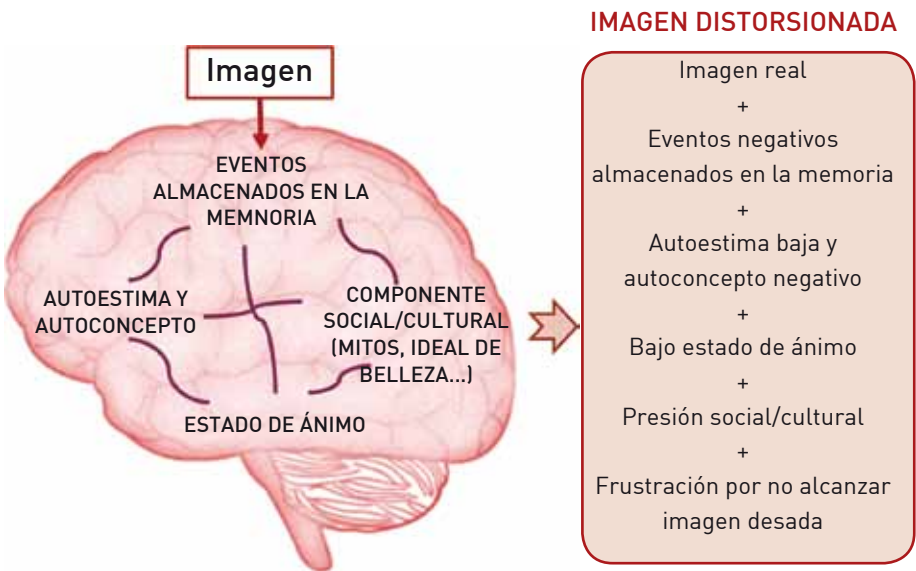 IMAGEN DISTORSIONADA
Imagen
EVENTOS
ALMACENADOS EN LA
MEMNORIA
AUTOESTIMA Y
AUTOCONCEPTO
COMPONENTE
SOCIAL/CULTURAL
(MITOS, IDEAL DE
BELLEZA...)
ESTADO DE ÁNIMO
Imagen real
+
Eventos negativos
almacenados en la memoria
+
Autoestima baja y
autoconcepto negativo
+
Bajo estado de ánimo
+
Presión social/cultural
+
Frustración por no alcanzar
imagen desada